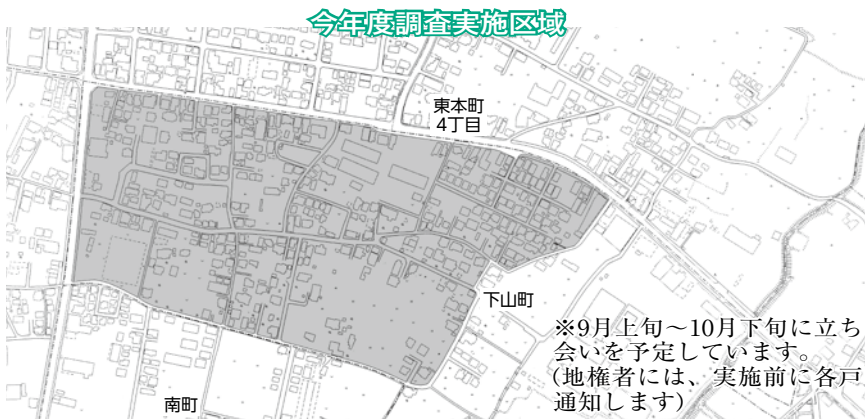 今年度調査実施区域
東本町
4丁目
下山町
※9月上旬～10月下旬に立ち
会いを予定しています。
(地権者には、実施前に各戸
通知します)
南町